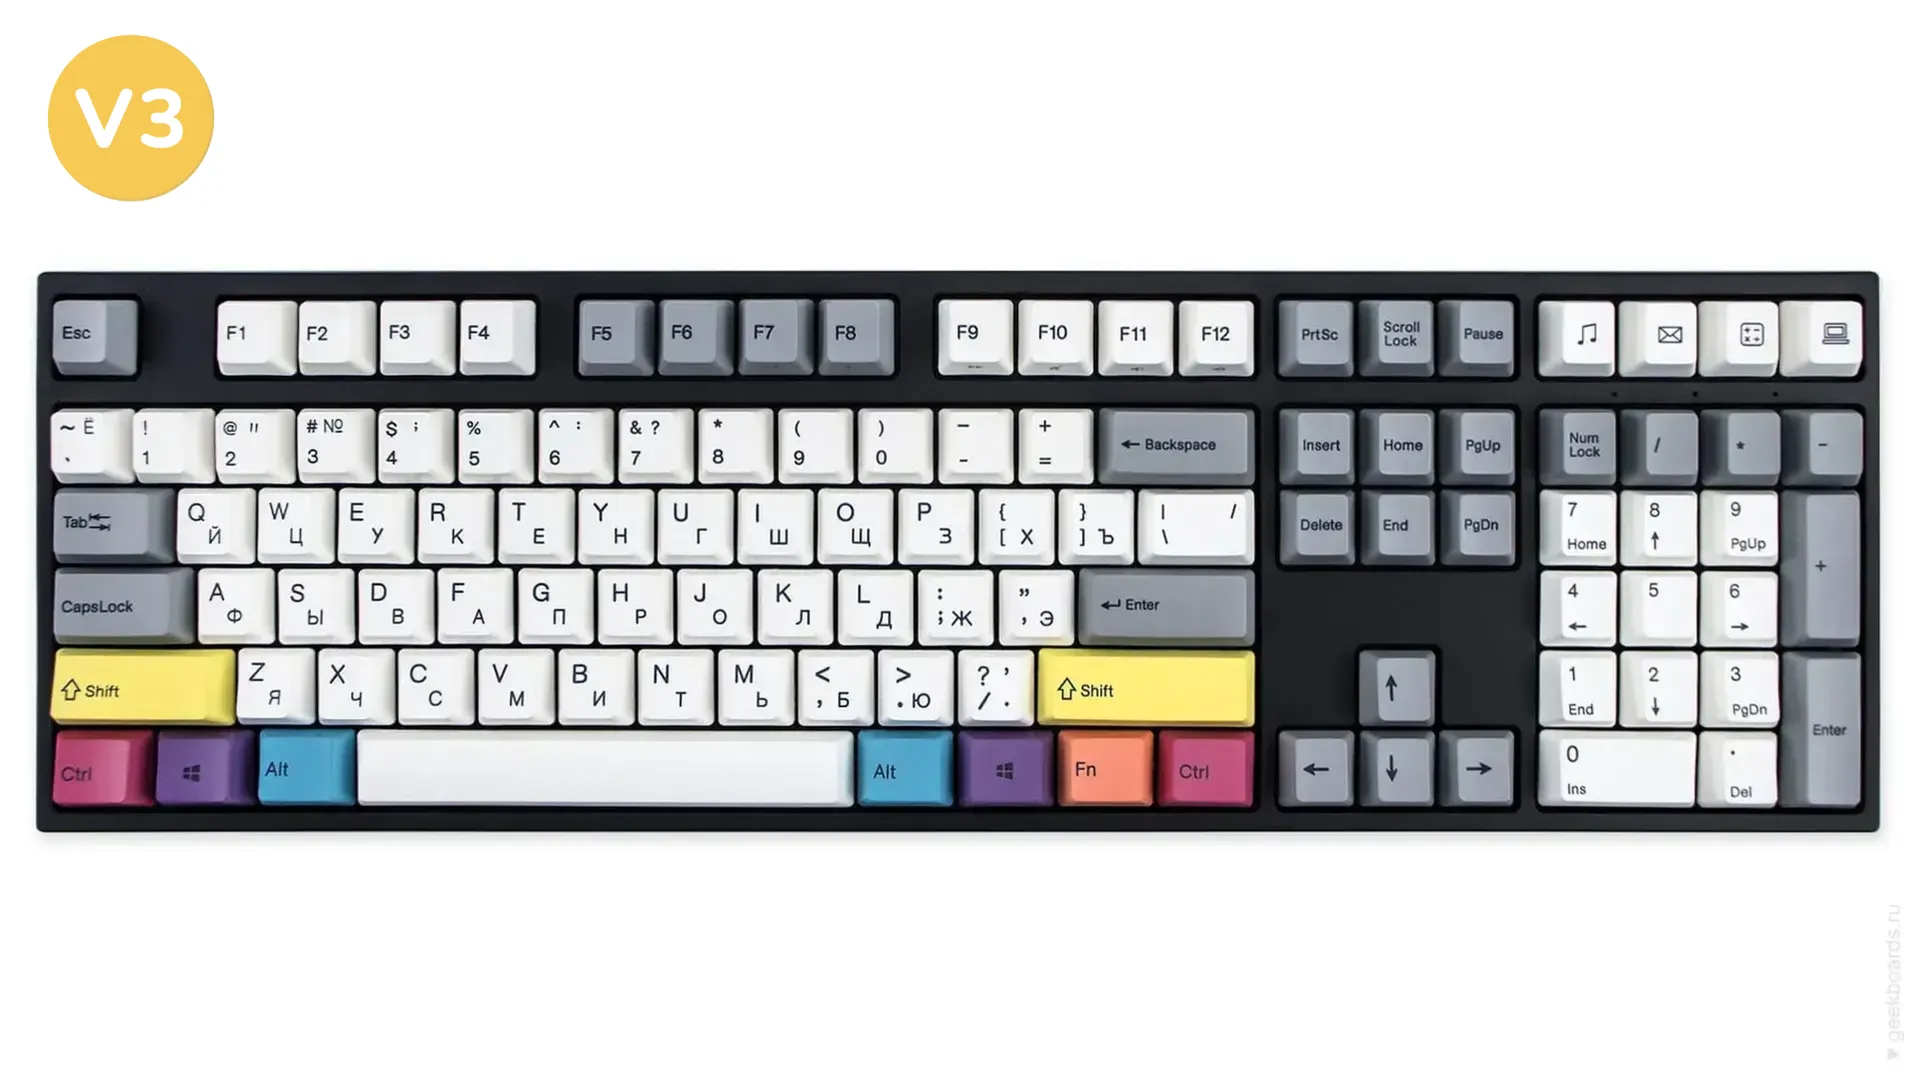 V3
Esc F1 F2 F3 F4 F5 F6 F7 F8 F9 F10 F11 F12 PrtSc Scroll Lock Pause
~ Ё ` ! 1 @ " 2 # № 3 $ ; 4 % 5 ^ : 6 & ? 7 * 8 ( 9 ) 0 – - + = ← Backspace Insert Home PgUp Num Lock / * −
Tab Q Й W Ц E У R К T Е Y Н U Г I Ш O Щ P З { [ Х } ] Ъ | / \ Delete End PgDn 7 Home 8 ↑ 9 PgUp +
CapsLock A Ф S Ы D В F А G П H Р J О K Л L Д : ; Ж ” , Э ↵ Enter 4 ← 5 6 →
⇧ Shift Z Я X Ч C С V М B И N Т M Ь < , Б > . Ю ? , / . ⇧ Shift ↑ 1 End 2 ↓ 3 PgDn Enter
Ctrl Alt Alt Fn Ctrl ← ↓ → 0 Ins . Del
♥ geekboards.ru